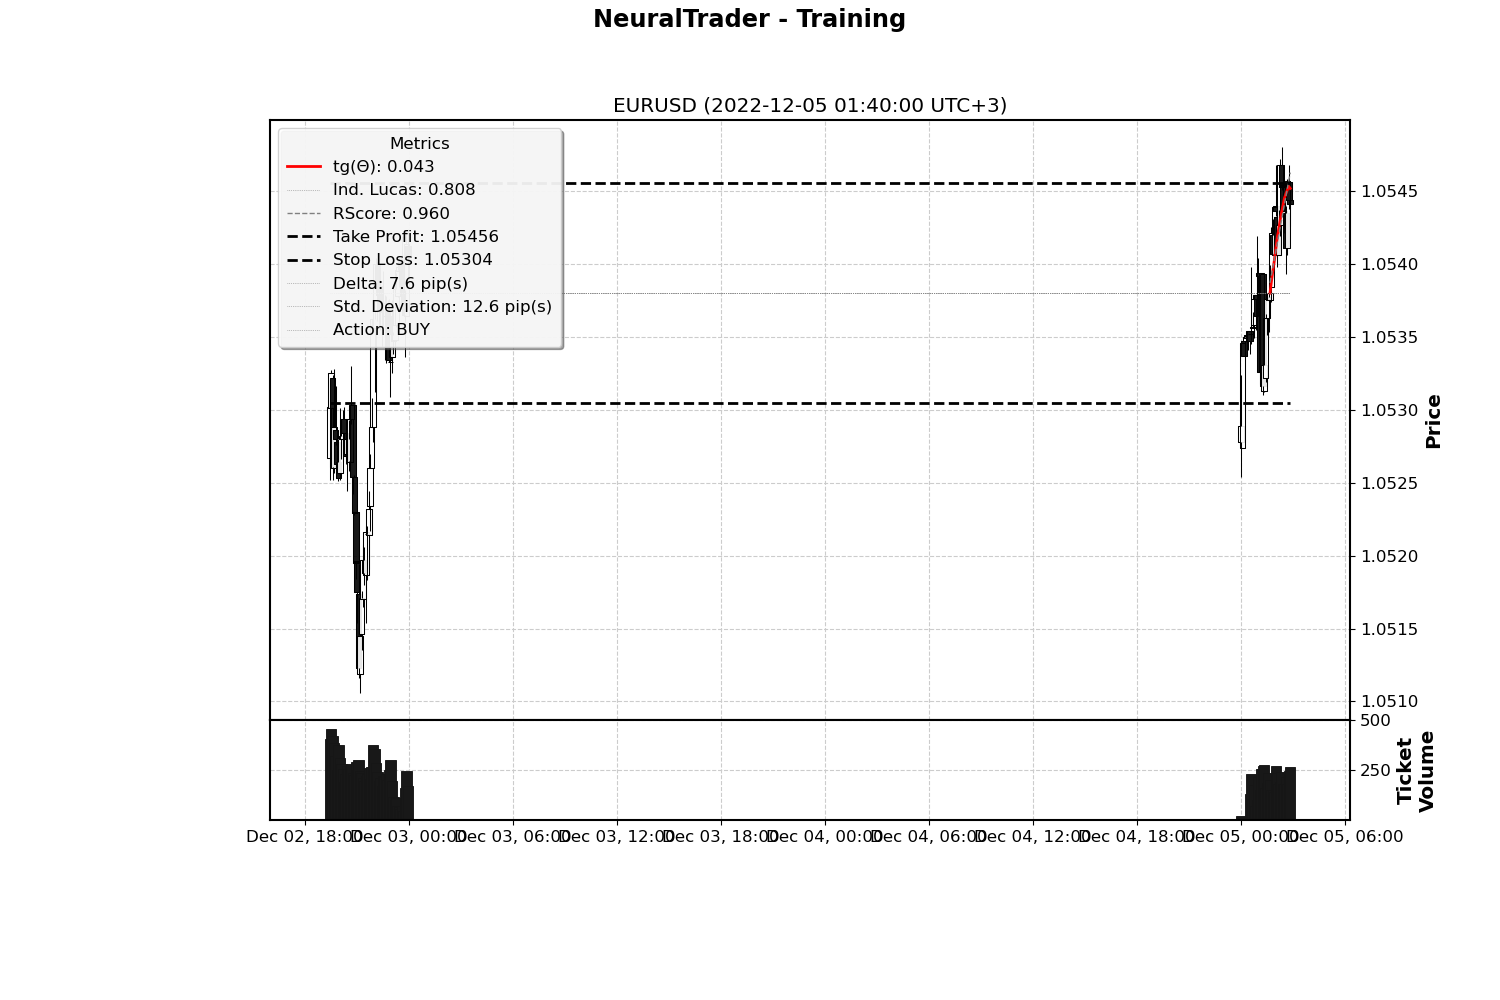 NeuralTrader - Training
EURUSD (2022-12-05 01:40:00 UTC+3)
Metrics
tg(Θ): 0.043
Ind. Lucas: 0.808
RScore: 0.960
Take Profit: 1.05456
Stop Loss: 1.05304
Delta: 7.6 pip(s)
Std. Deviation: 12.6 pip(s)
Action: BUY
1.0545
1.0540
1.0535
1.0530
1.0525
1.0520
1.0515
1.0510
Price
500
250
Ticket
Volume
Dec 02, 18:00
Dec 03, 00:00
Dec 03, 06:00
Dec 03, 12:00
Dec 03, 18:00
Dec 04, 00:00
Dec 04, 06:00
Dec 04, 12:00
Dec 04, 18:00
Dec 05, 00:00
Dec 05, 06:00